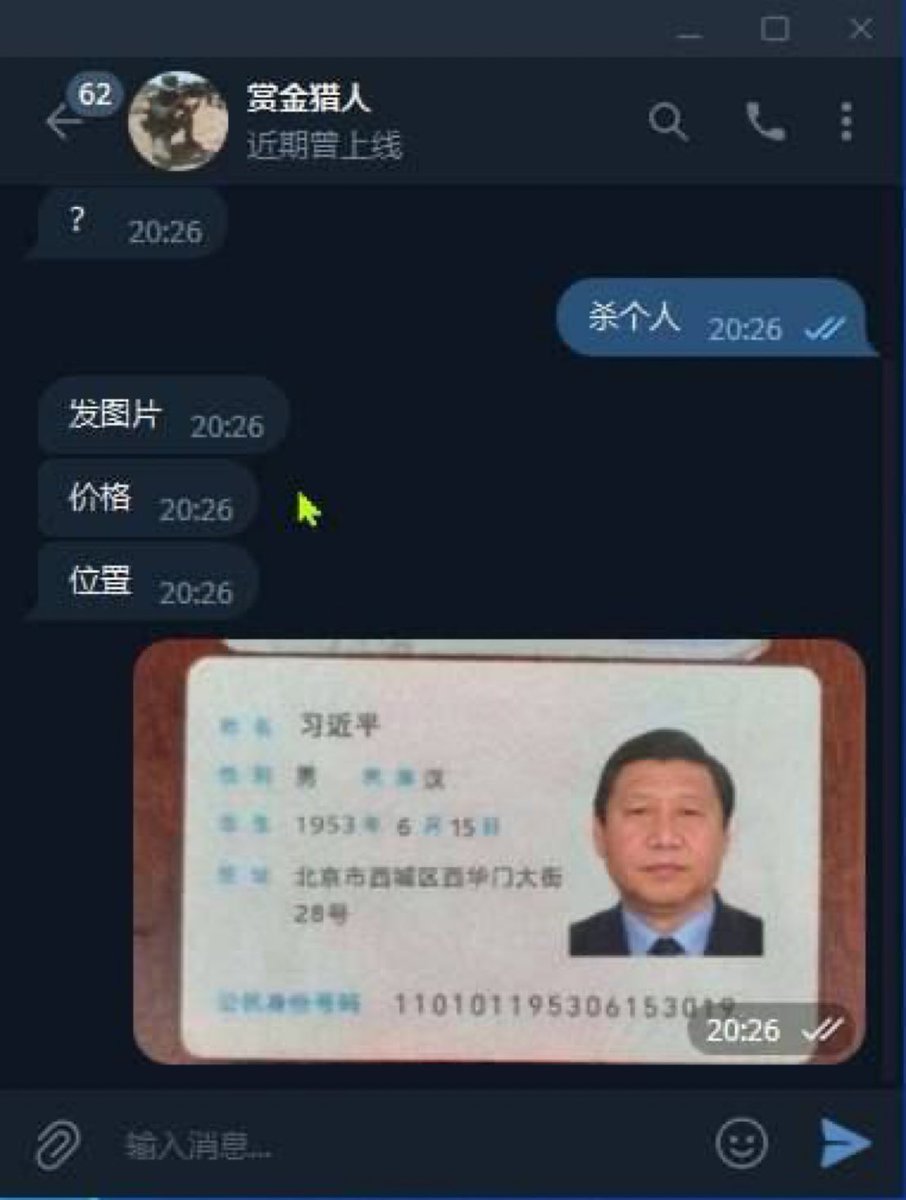 62
赏金猎人
近期曾上线
? 20:26
杀个人 20:26
发图片 20:26
价格 20:26
位置 20:26
姓名 习近平
性别 男 民族 汉
出生 1953年 6月15日
住址 北京市西城区西华门大街
28号
公民身份号码 110101195306153019
20:26
输入消息...